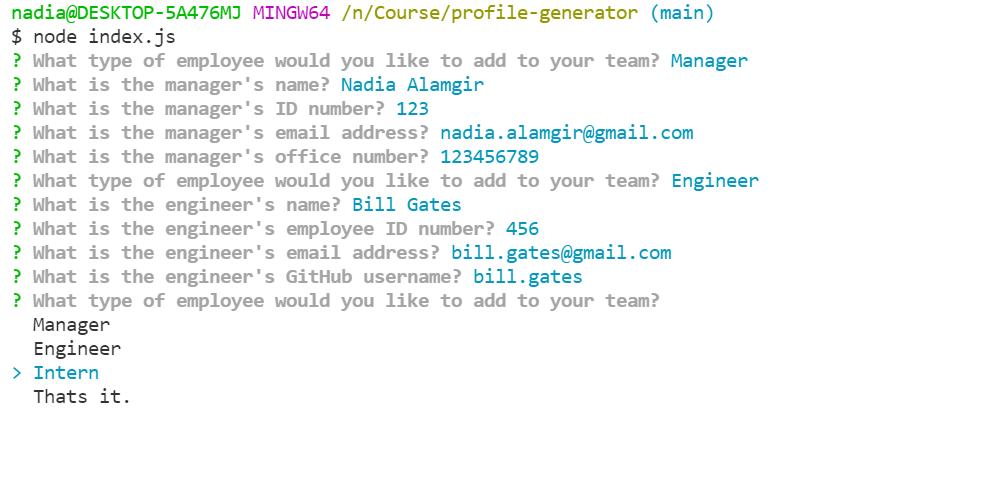 nadia@DESKTOP-5A476MJ MINGW64 /n/Course/profile-generator (main)
$ node index.js
? What type of employee would you like to add to your team? Manager
? What is the manager's name? Nadia Alamgir
? What is the manager's ID number? 123
? What is the manager's email address? nadia.alamgir@gmail.com
? What is the manager's office number? 123456789
? What type of employee would you like to add to your team? Engineer
? What is the engineer's name? Bill Gates
? What is the engineer's employee ID number? 456
? What is the engineer's email address? bill.gates@gmail.com
? What is the engineer's GitHub username? bill.gates
? What type of employee would you like to add to your team?
Manager
Engineer
> Intern
Thats it.